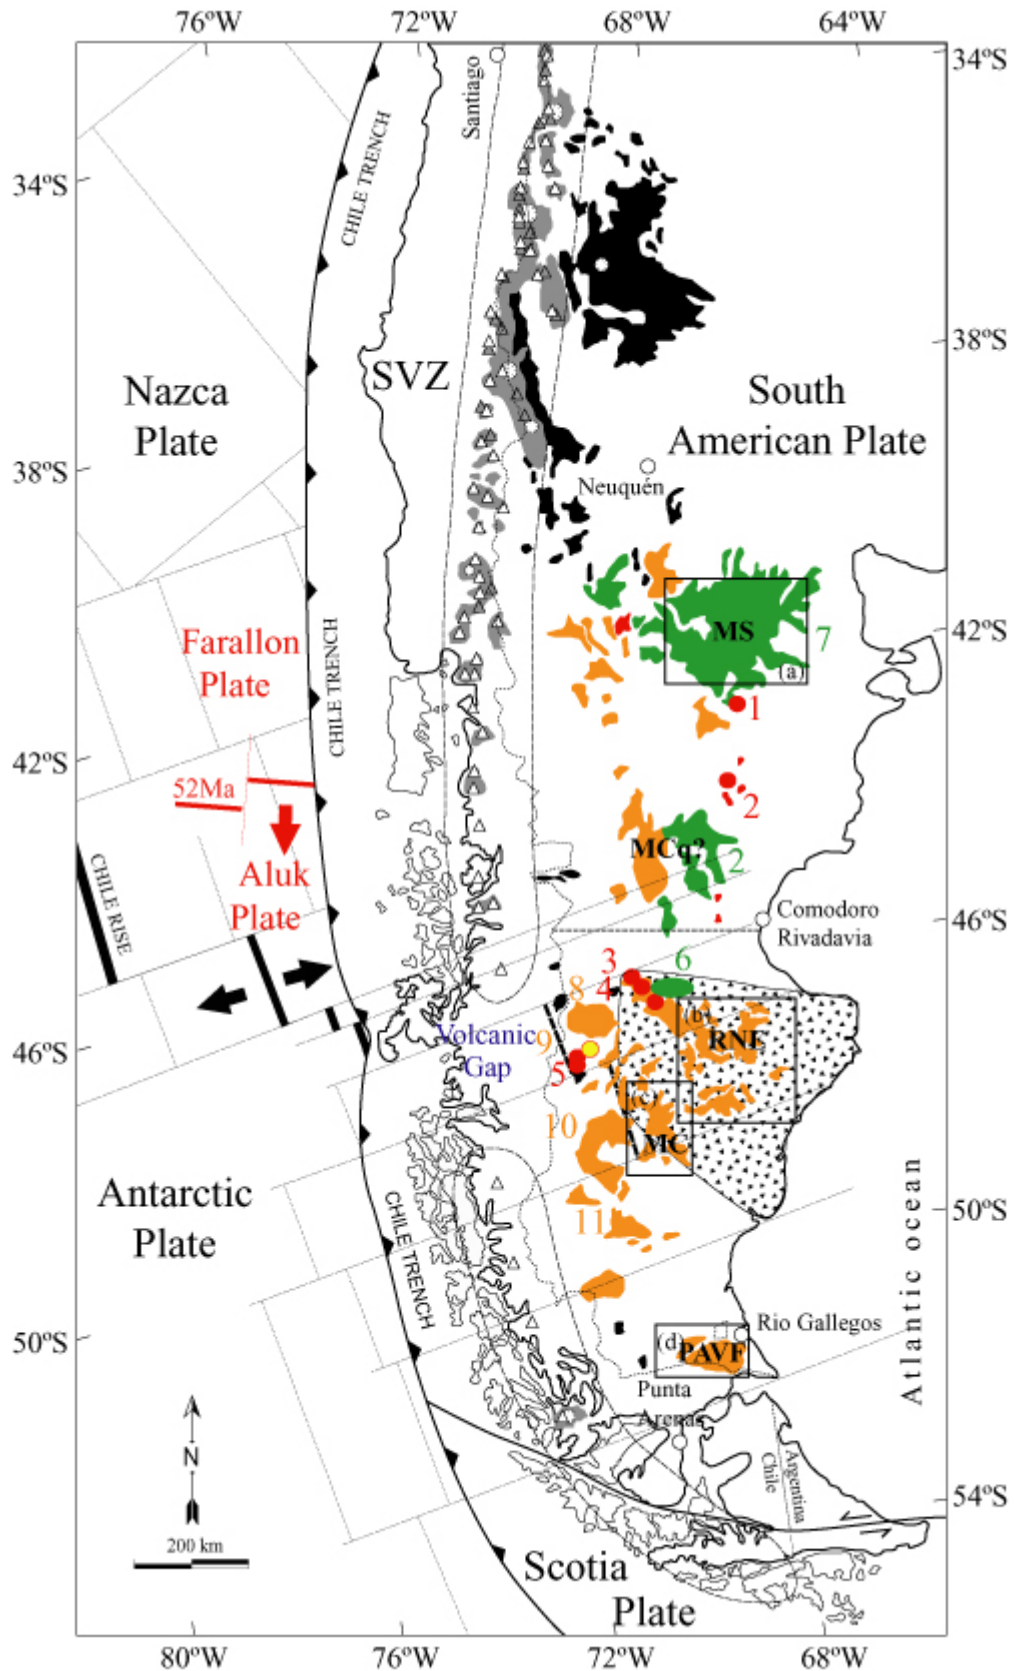 76ºW
72ºW
68ºW
64ºW
34ºS
34ºS
Santiago
CHILE TRENCH
SVZ
Nazca
Plate
South
American Plate
38ºS
38ºS
Neuquén
Farallon
Plate
CHILE TRENCH
MS
7
42ºS
(a)
1
42ºS
52Ma
2
Aluk
Plate
MCq?
2
CHILE RISE
46ºS
Comodoro
Rivadavia
3
6
4
8
(b)
RNE
46ºS
Volcanic
Gap
9
5
(c)
10
MC
Antarctic
Plate
CHILE TRENCH
11
50ºS
Atlantic ocean
50ºS
Rio Gallegos
(d)
PAVF
Punta
Arenas
N
Argentina
Chile
54ºS
200 km
Scotia
Plate
80ºW
76ºW
72ºW
68ºW